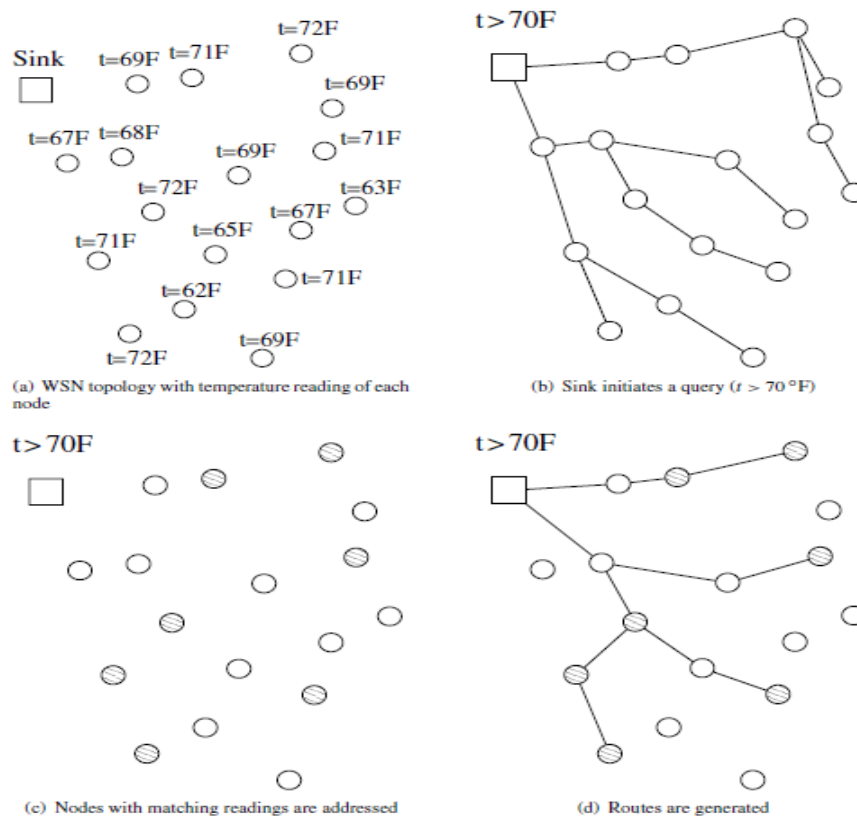 t=72F
Sink
t=69F
t=71F
t=69F
t=67F
t=68F
t=69F
t=71F
t=72F
t=63F
t=67F
t=71F
t=65F
t=71F
t=62F
t=72F
t=69F
(a) WSN topology with temperature reading of each
node
t>70F
(b) Sink initiates a query (t > 70 °F)
t>70F
(c) Nodes with matching readings are addressed
t>70F
(d) Routes are generated